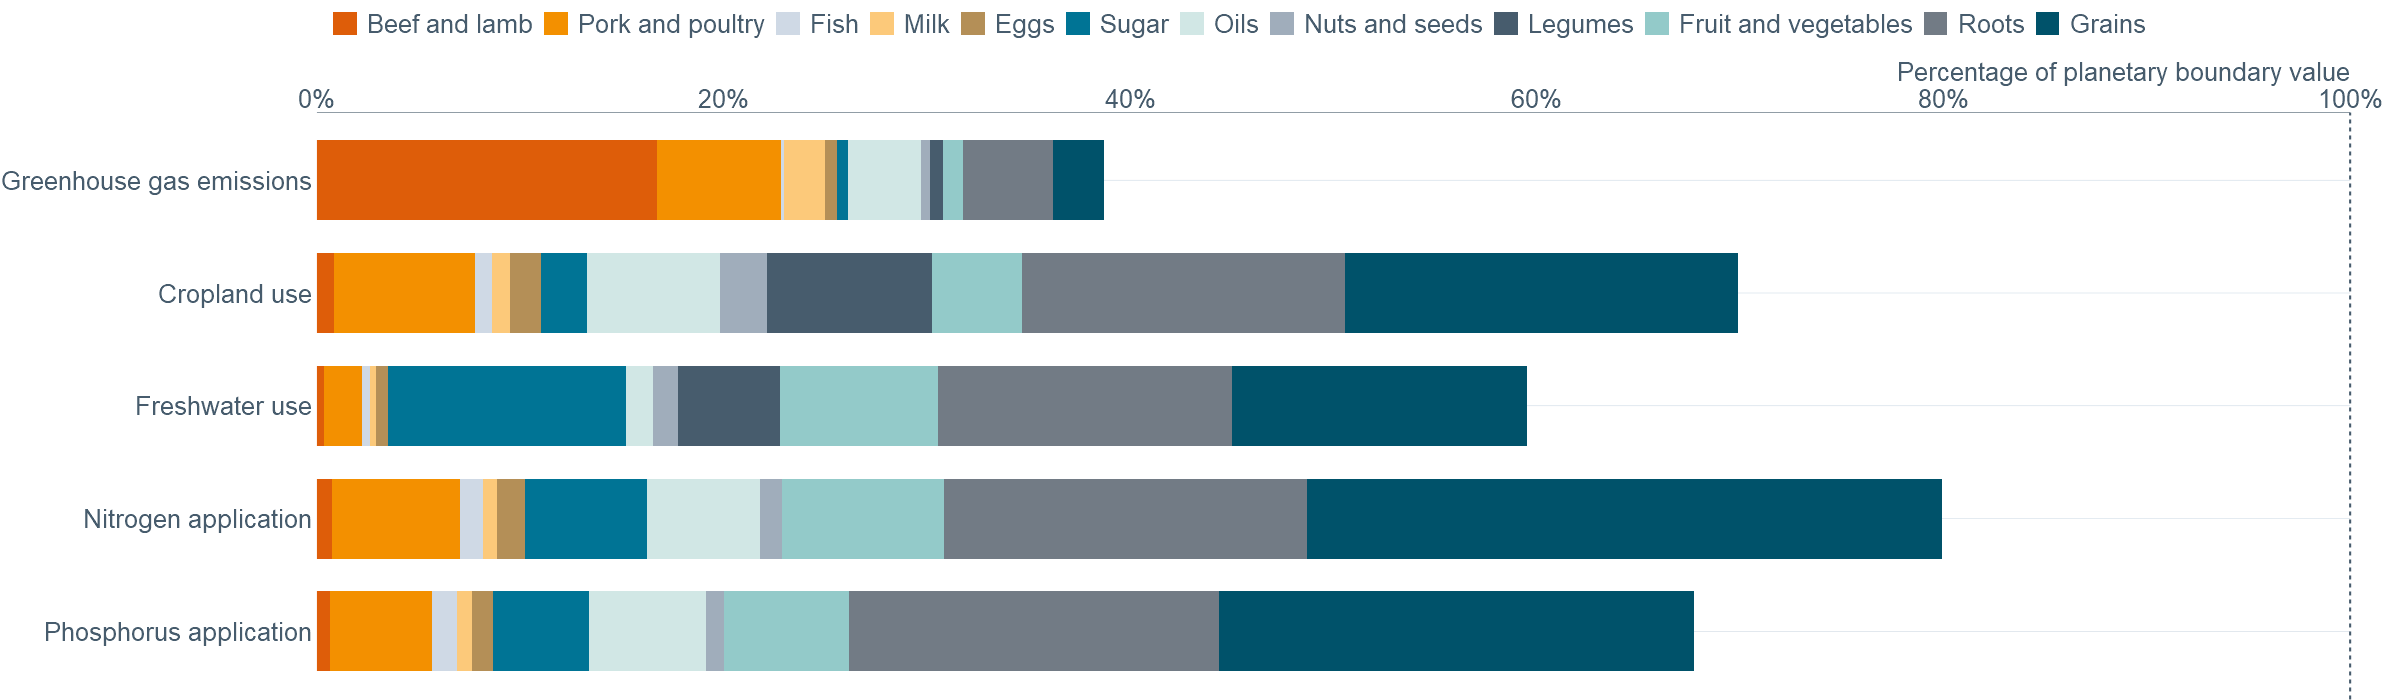 Beef and lamb Pork and poultry Fish Milk Eggs Sugar Oils Nuts and seeds Legumes Fruit and vegetables Roots Grains
Percentage of planetary boundary value
0% 20% 40% 60% 80% 100%
Greenhouse gas emissions
Cropland use
Freshwater use
Nitrogen application
Phosphorus application